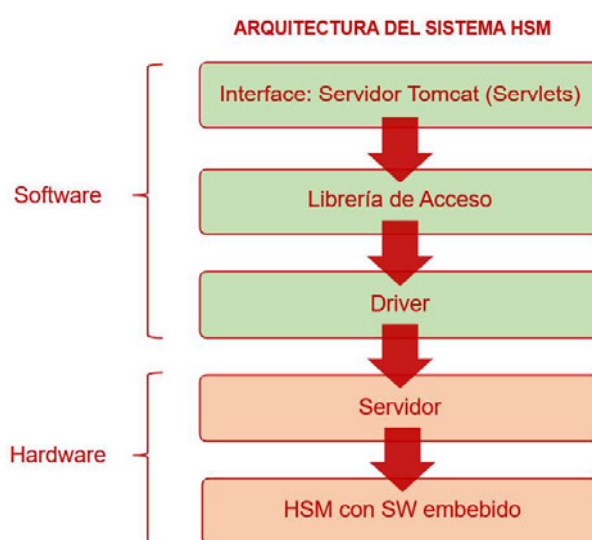 ARQUITECTURA DEL SISTEMA HSM
Interface: Servidor Tomcat (Servlets)
Software
Librería de Acceso
Driver
Servidor
Hardware
HSM con SW embebido